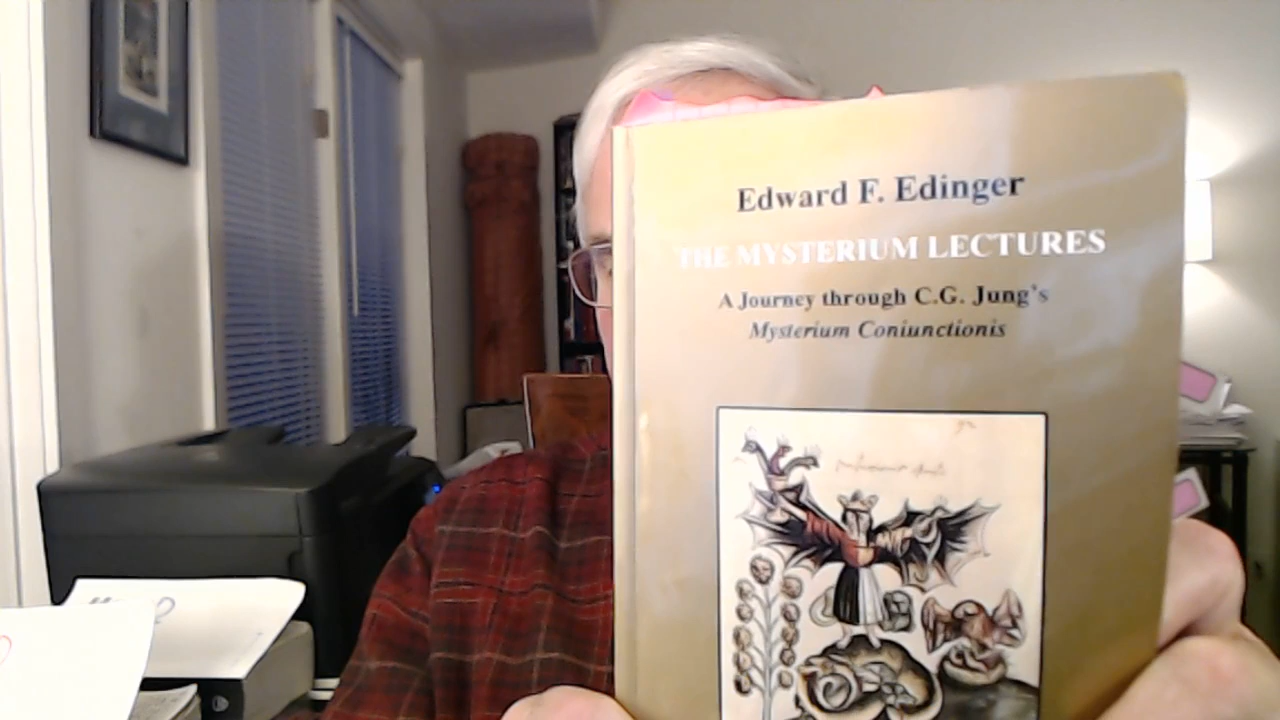 Edward F. Edinger
THE MYSTERIUM LECTURES
A Journey through C.G. Jung's
Mysterium Coniunctionis